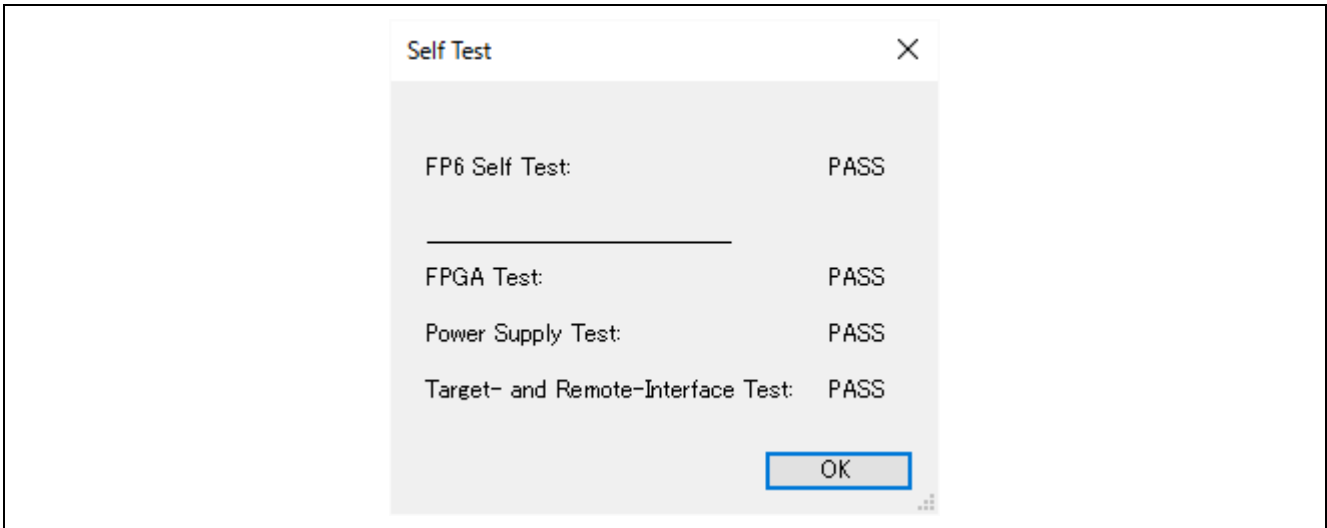 Self Test
FP6 Self Test: PASS
FPGA Test: PASS
Power Supply Test: PASS
Target- and Remote-Interface Test: PASS
OK